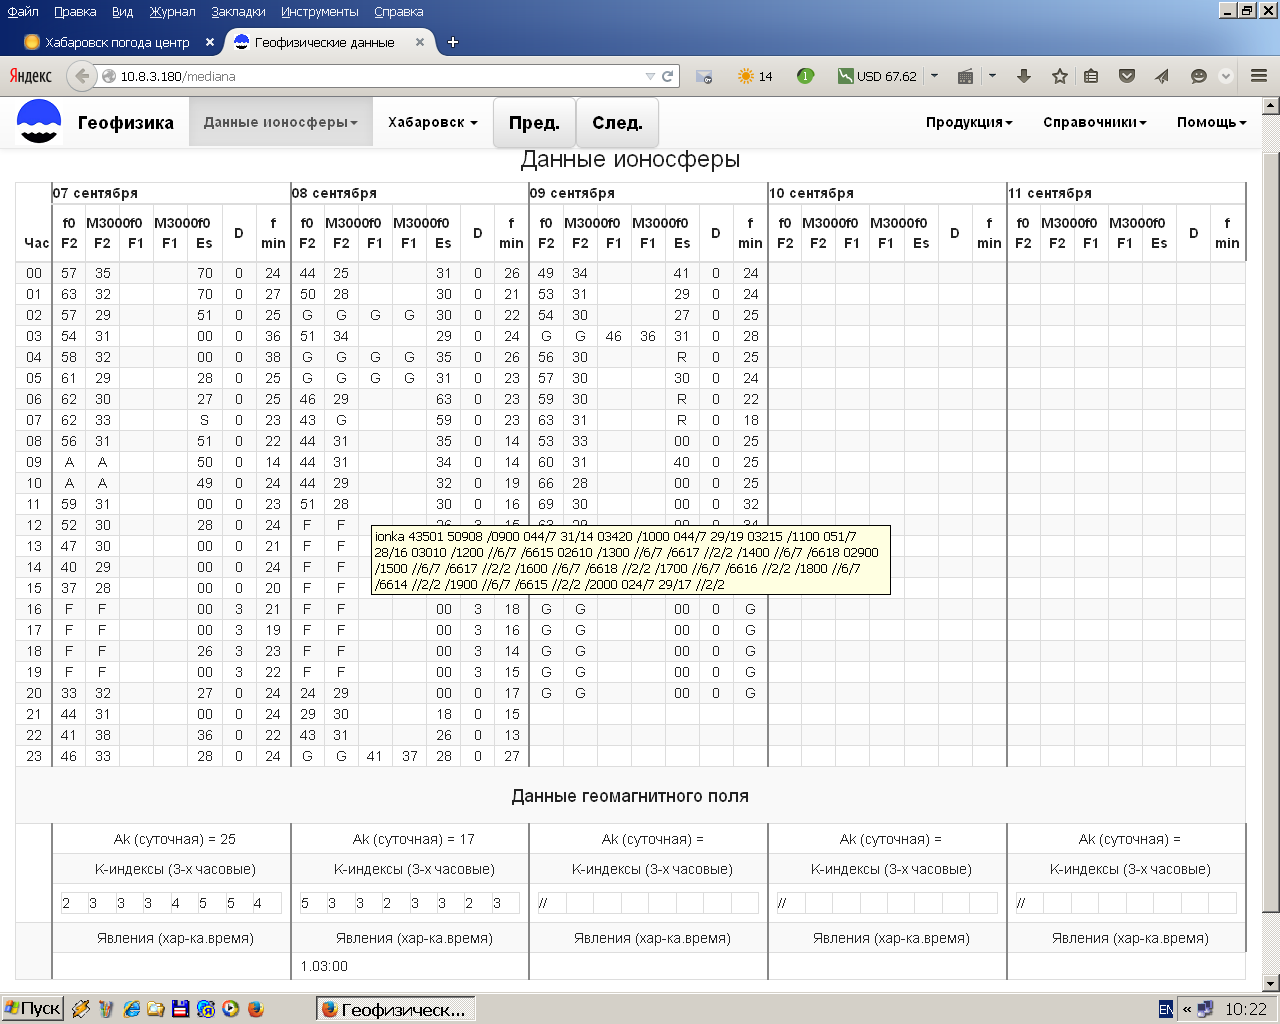 Файл Правка Вид Журнал Закладки Инструменты Справка
Хабаровск погода центр × Геофизические данные × +
Яндекс 10.8.3.180/mediana 14 1 USD 67.62
Геофизика Данные ионосферы Хабаровск Пред. След. Продукция Справочники Помощь
Данные ионосферы
07 сентября 08 сентября 09 сентября 10 сентября 11 сентября
f0 M3000f0 M3000f0 f f0 M3000f0 M3000f0 f f0 M3000f0 M3000f0 f f0 M3000f0 M3000f0 f f0 M3000f0 M3000f0 f
Час F2 F2 F1 F1 Es D min F2 F2 F1 F1 Es D min F2 F2 F1 F1 Es D min F2 F2 F1 F1 Es D min F2 F2 F1 F1 Es D min
00 57 35 70 0 24 44 25 31 0 26 49 34 41 0 24
01 63 32 70 0 27 50 28 30 0 21 53 31 29 0 24
02 57 29 51 0 25 G G G G 30 0 22 54 30 27 0 25
03 54 31 00 0 36 51 34 29 0 24 G G 46 36 31 0 28
04 58 32 00 0 38 G G G G 35 0 26 56 30 R 0 25
05 61 29 28 0 25 G G G G 31 0 23 57 30 30 0 24
06 62 30 27 0 25 46 29 63 0 23 59 30 R 0 22
07 62 33 S 0 23 43 G 59 0 23 63 31 R 0 18
08 56 31 51 0 22 44 31 35 0 14 53 33 00 0 25
09 A A 50 0 14 44 31 34 0 14 60 31 40 0 25
10 A A 49 0 24 44 29 32 0 19 66 28 00 0 25
11 59 31 00 0 23 51 28 30 0 16 69 30 00 0 32
12 52 30 28 0 24 F F
13 47 30 00 0 21 F F
14 40 29 00 0 24 F F
15 37 28 00 0 20 F F
ionka 43501 50908 /0900 044/7 31/14 03420 /1000 044/7 29/19 03215 /1100 051/7
28/16 03010 /1200 //6/7 /6615 02610 /1300 //6/7 /6617 //2/2 /1400 //6/7 /6618 02900
/1500 //6/7 /6617 //2/2 /1600 //6/7 /6618 //2/2 /1700 //6/7 /6616 //2/2 /1800 //6/7
/6614 //2/2 /1900 //6/7 /6615 //2/2 /2000 024/7 29/17 //2/2
16 F F 00 3 21 F F 00 3 18 G G 00 0 G
17 F F 00 3 19 F F 00 3 16 G G 00 0 G
18 F F 26 3 23 F F 00 3 14 G G 00 0 G
19 F F 00 3 22 F F 00 3 15 G G 00 0 G
20 33 32 27 0 24 24 29 00 0 17 G G 00 0 G
21 44 31 00 0 24 29 30 18 0 15
22 41 38 36 0 22 43 31 26 0 13
23 46 33 28 0 24 G G 41 37 28 0 27
Данные геомагнитного поля
Ak (суточная) = 25 Ak (суточная) = 17 Ak (суточная) = Ak (суточная) = Ak (суточная) =
K-индексы (3-х часовые) K-индексы (3-х часовые) K-индексы (3-х часовые) K-индексы (3-х часовые) K-индексы (3-х часовые)
2 3 3 3 4 5 5 4 5 3 3 2 3 3 2 3 // // //
Явления (хар-ка.время) Явления (хар-ка.время) Явления (хар-ка.время) Явления (хар-ка.время) Явления (хар-ка.время)
1.03:00
Пуск Геофизическ... EN « 10:22